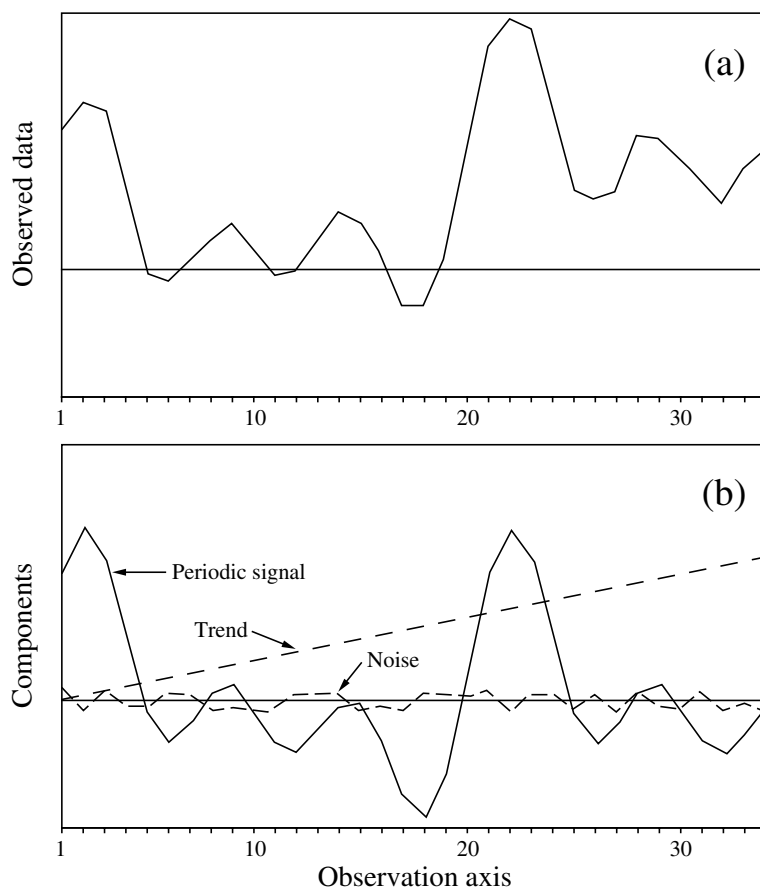 (a)
Observed data
1 10 20 30
(b)
Periodic signal
Trend
Noise
Components
1 10 20 30
Observation axis